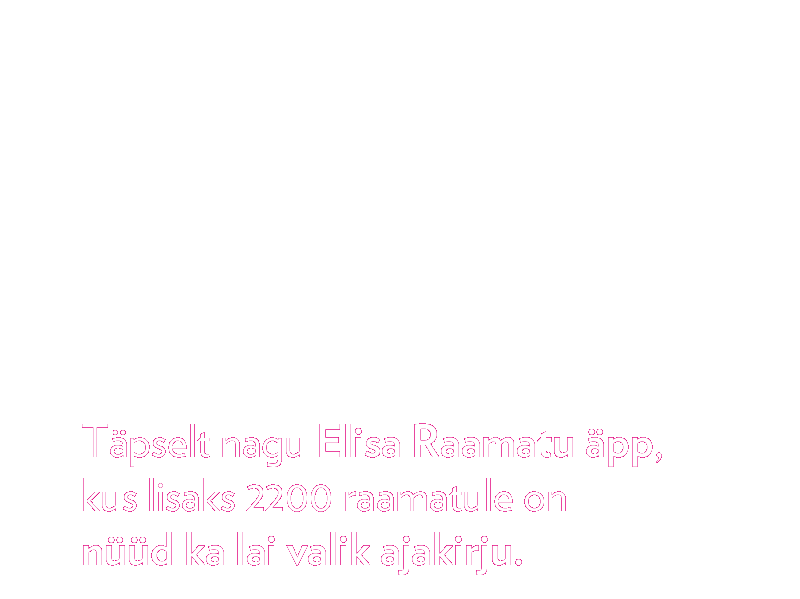 Täpselt nagu Elisa Raamatu äpp,
kus lisaks 2200 raamatule on
nüüd ka lai valik ajakirju.